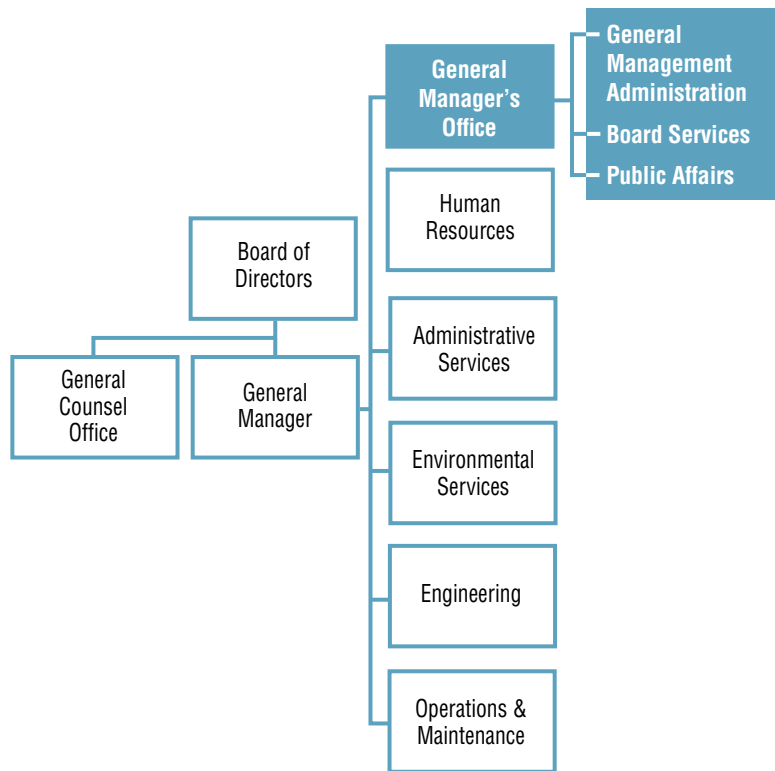 General
Manager’s
Office
General
Management
Administration
Board Services
Public Affairs
Human
Resources
Board of
Directors
Administrative
Services
General
Counsel
Office
General
Manager
Environmental
Services
Engineering
Operations &
Maintenance